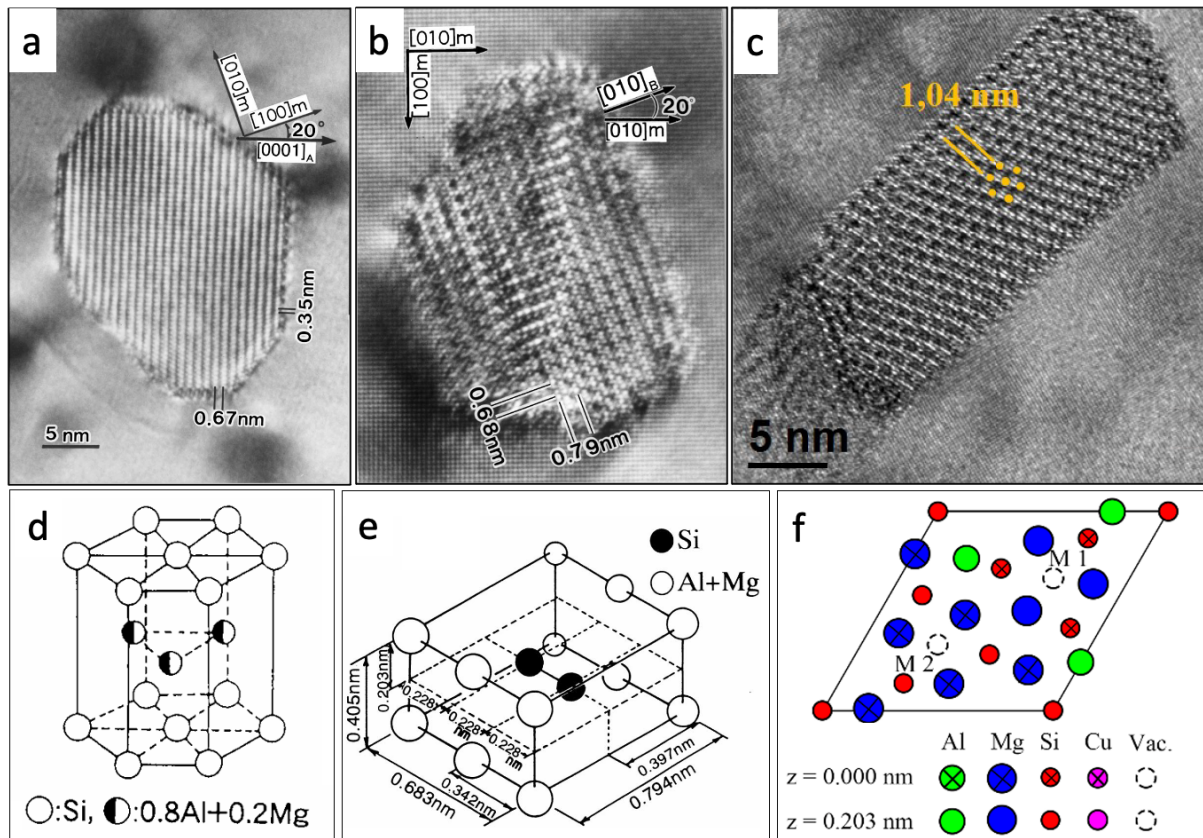 a
[010]m
[100]m
20°
[0001]A
0.35nm
0.67nm
5 nm
b
[010]m
[100]m
[010]B
20°
[010]m
0.68nm
0.79nm
c
1,04 nm
5 nm
d
○:Si, ◐:0.8Al+0.2Mg
e
Si
Al+Mg
0.405nm
0.203nm
0.228
0.228
nm
0.228
nm
0.342nm
0.683nm
0.397nm
0.794nm
f
M 1
M 2
Al Mg Si Cu Vac.
z = 0.000 nm
z = 0.203 nm